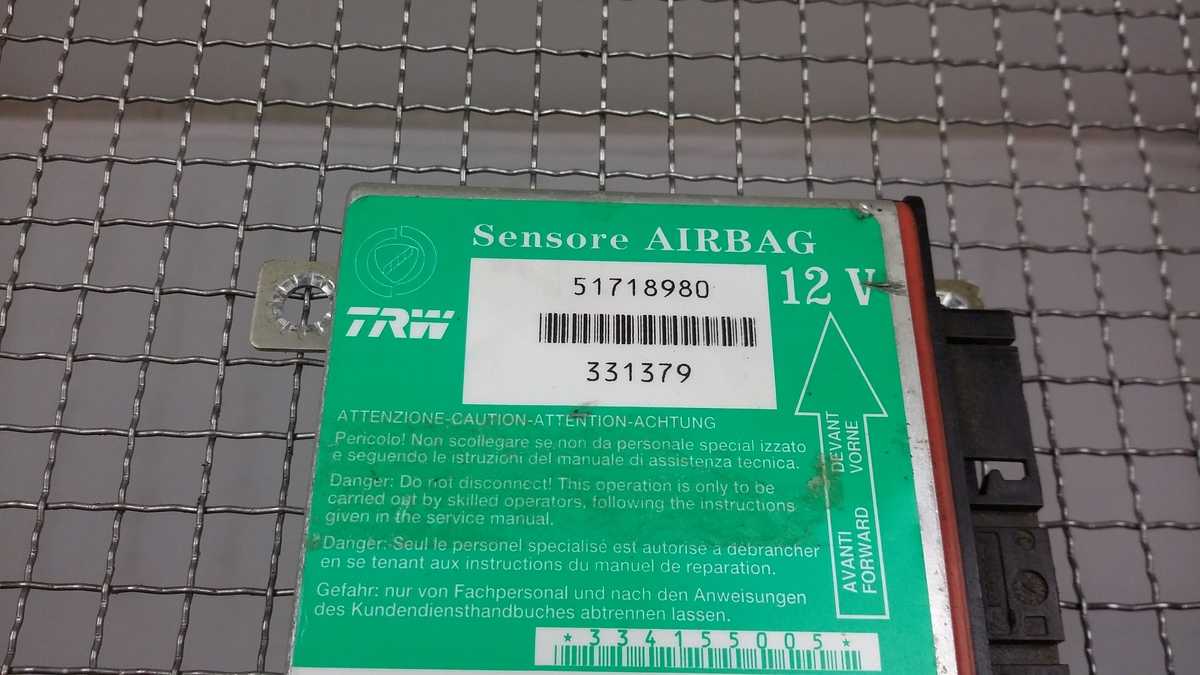 Sensore AIRBAG
12 V
TRW
51718980
331379
ATTENZIONE-CAUTION-ATTENTION-ACHTUNG
Pericolo! Non scollegare se non da personale specializzato
e seguendo le istruzioni del manuale di assistenza tecnica.
Danger: Do not disconnect! This operation is only to be
carried out by skilled operators, following the instructions
given in the service manual.
Danger: Seul le personel specialisé est autorisé a débrancher
en se tenant aux instructions du manuel de reparation.
Gefahr: nur von Fachpersonal und nach den Anweisungen
des Kundendiensthandbuches abtrennen lassen.
DEVANT
VORNE
AVANTI
FORWARD
*334155005*